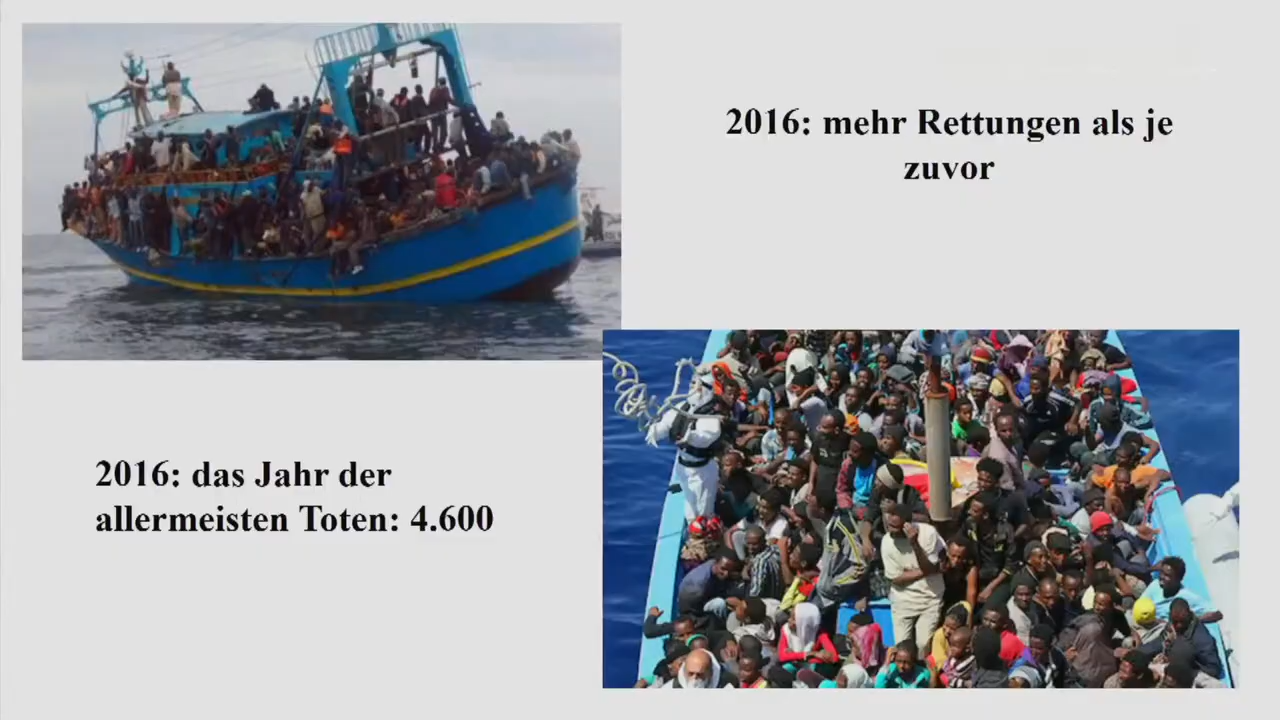 2016: mehr Rettungen als je
zuvor
2016: das Jahr der
allermeisten Toten: 4.600